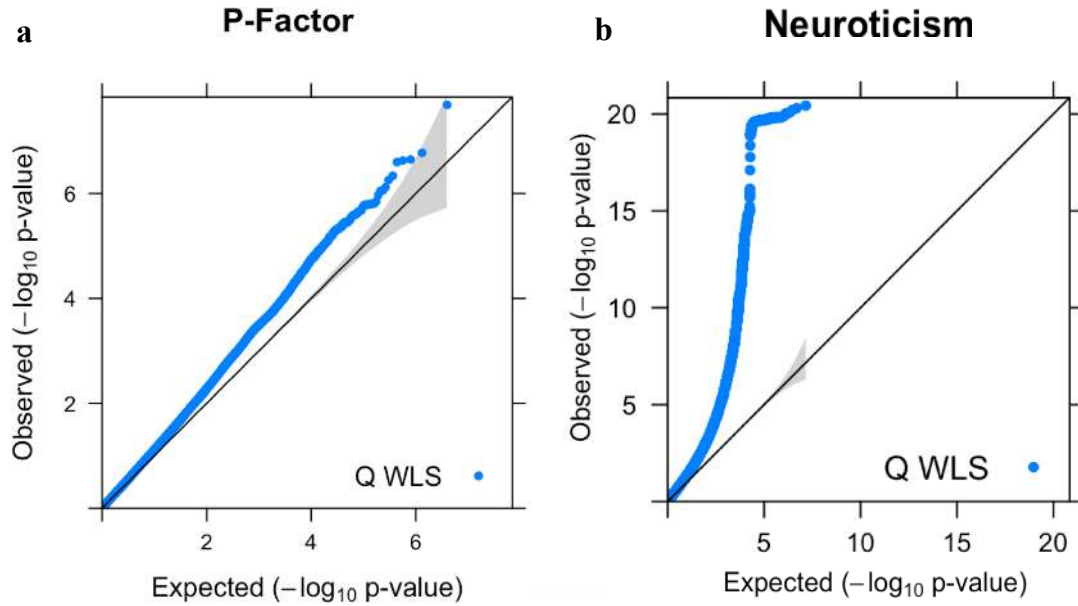 a
P-Factor
Observed (−log10 p-value)
6
4
2
2
4
6
Q WLS
Expected (−log10 p-value)
b
Neuroticism
Observed (−log10 p-value)
20
15
10
5
5
10
15
20
Q WLS
Expected (−log10 p-value)